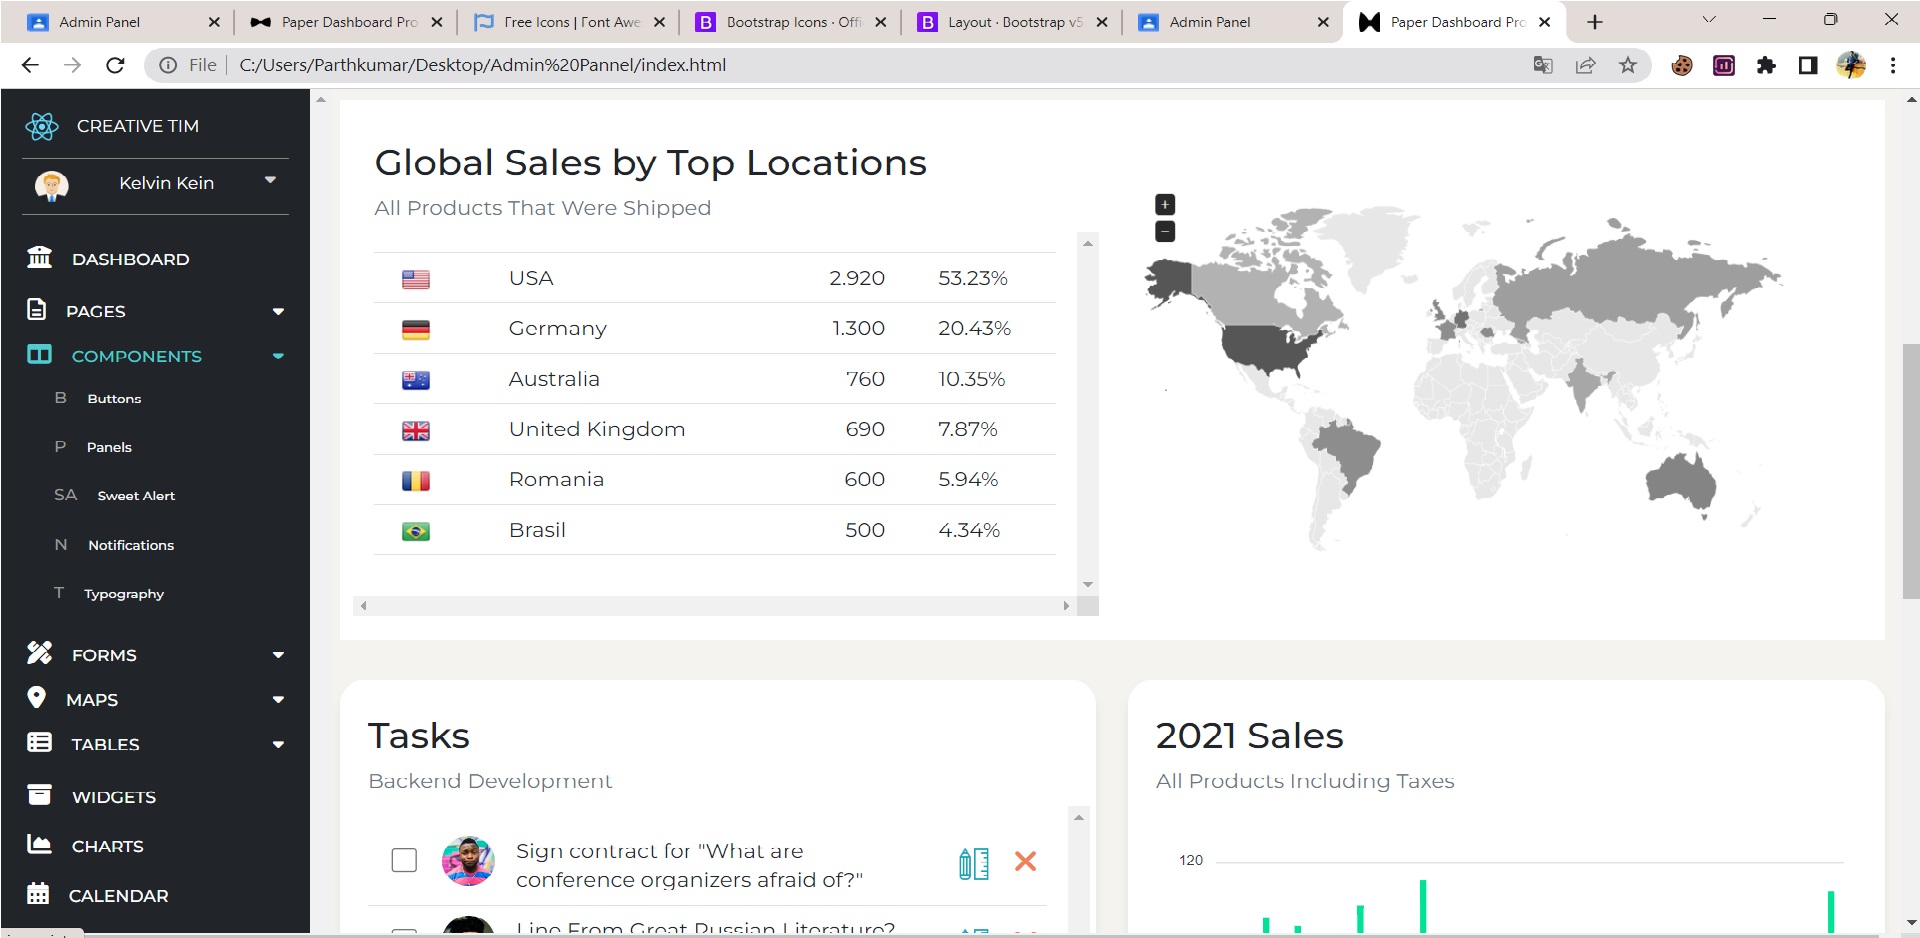 Admin Panel
Paper Dashboard Pro
Free Icons | Font Awe
Bootstrap Icons · Offi
Layout · Bootstrap v5
Admin Panel
Paper Dashboard Pro
File
C:/Users/Parthkumar/Desktop/Admin%20Pannel/index.html
CREATIVE TIM
Kelvin Kein
DASHBOARD
PAGES
COMPONENTS
B Buttons
P Panels
SA Sweet Alert
N Notifications
T Typography
FORMS
MAPS
TABLES
WIDGETS
CHARTS
CALENDAR
Global Sales by Top Locations
All Products That Were Shipped
USA 2.920 53.23%
Germany 1.300 20.43%
Australia 760 10.35%
United Kingdom 690 7.87%
Romania 600 5.94%
Brasil 500 4.34%
+
−
Tasks
Backend Development
Sign contract for "What are
conference organizers afraid of?"
Line From Great Russian Literature?
2021 Sales
All Products Including Taxes
120